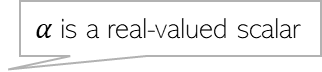 α is a real-valued scalar